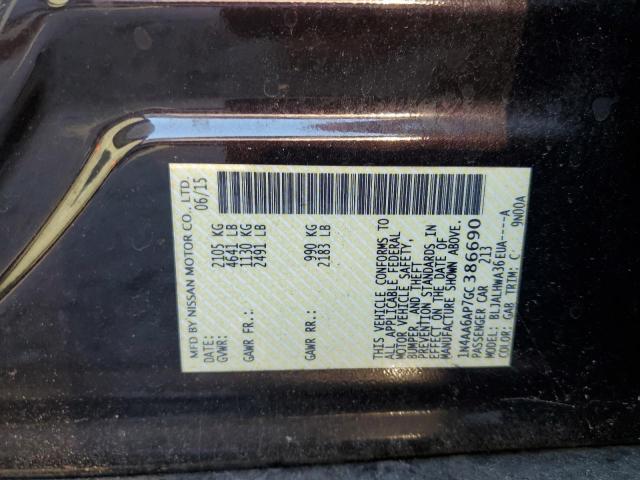 MFD BY NISSAN MOTOR CO., LTD.
DATE: 06/15
GVWR: 2105 KG
4641 LB
GAWR FR.: 1130 KG
2491 LB
GAWR RR.: 990 KG
2183 LB
THIS VEHICLE CONFORMS TO
ALL APPLICABLE FEDERAL
MOTOR VEHICLE SAFETY,
BUMPER, AND THEFT
PREVENTION STANDARDS IN
EFFECT ON THE DATE OF
MANUFACTURE SHOWN ABOVE.
1N4AA6AP7GC386690
PASSENGER CAR 213
MODEL: BLJALHWA36EUA----A
COLOR: GAB TRIM: C 9N00A